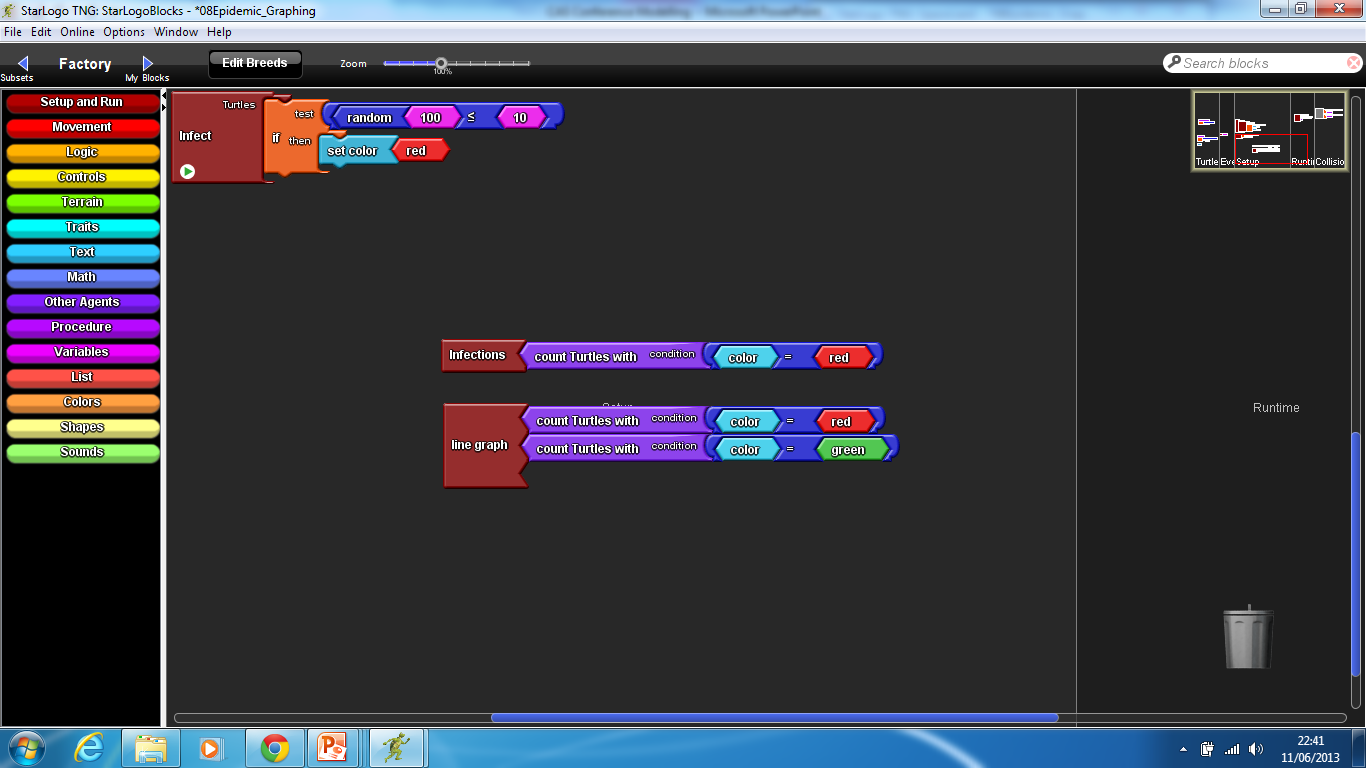 StarLogo TNG: StarLogoBlocks - *08Epidemic_Graphing
File Edit Online Options Window Help
Subsets
Factory
My Blocks
Edit Breeds
Zoom
100%
Search blocks
Setup and Run
Movement
Logic
Controls
Terrain
Traits
Text
Math
Other Agents
Procedure
Variables
List
Colors
Shapes
Sounds
Turtles
Infect
if
test
random 100 ≤ 10
then
set color red
Infections count Turtles with condition color = red
line graph
count Turtles with condition color = red
count Turtles with condition color = green
Runtime
Turtle Eve Setup Runti Collisio
22:41
11/06/2013